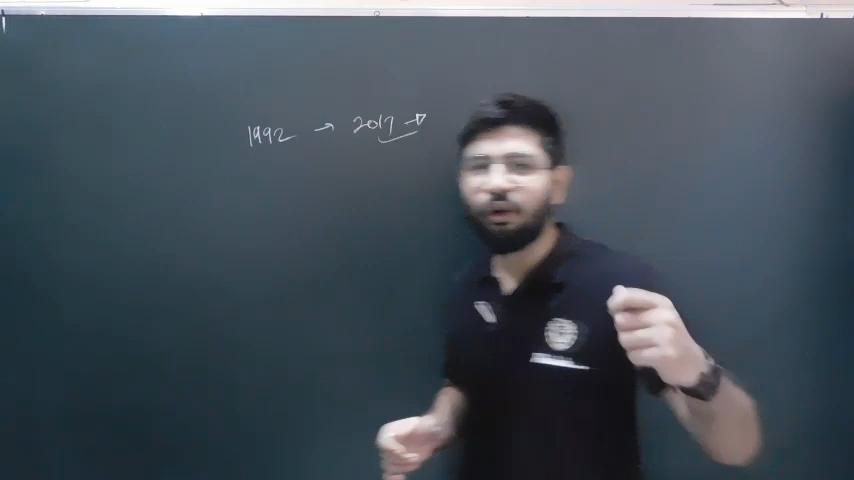 1992 → 2017 →